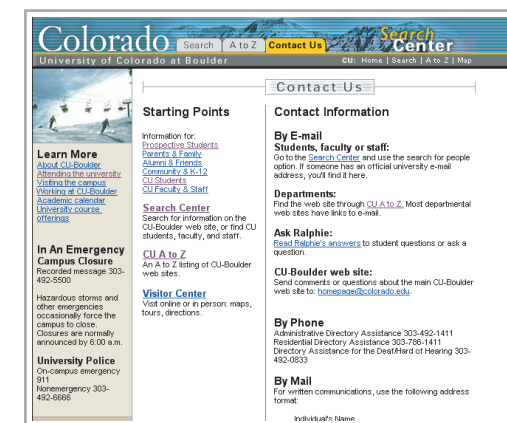 Colorado
Search
A to Z
Contact Us
Search
Center
University of Colorado at Boulder
CU: Home | Search | A to Z | Map
Contact Us
Learn More
About CU-Boulder
Attending the university
Visiting the campus
Working at CU-Boulder
Academic calendar
University course
offerings
In An Emergency
Campus Closure
Recorded message 303-
492-5500
Hazardous storms and
other emergencies
occasionally force the
campus to close.
Closures are normally
announced by 6:00 a.m.
University Police
On-campus emergency
911
Nonemergency 303-
492-6666
Starting Points
Information for:
Prospective Students
Parents & Family
Alumni & Friends
Community & K-12
CU Students
CU Faculty & Staff
Search Center
Search for information on the
CU-Boulder web site, or find CU
students, faculty, and staff.
CU A to Z
An A to Z listing of CU-Boulder
web sites.
Visitor Center
Visit online or in person: maps,
tours, directions.
Contact Information
By E-mail
Students, faculty or staff:
Go to the Search Center and use the search for people
option. If someone has an official university e-mail
address, you'll find it here.
Departments:
Find the web site through CU A to Z. Most departmental
web sites have links to e-mail.
Ask Ralphie:
Read Ralphie's answers to student questions or ask a
question.
CU-Boulder web site:
Send comments or questions about the main CU-Boulder
web site to: homepage@colorado.edu.
By Phone
Administrative Directory Assistance 303-492-1411
Residential Directory Assistance 303-786-1411
Directory Assistance for the Deaf/Hard of Hearing 303-
492-0833
By Mail
For written communications, use the following address
format:
Individual's Name